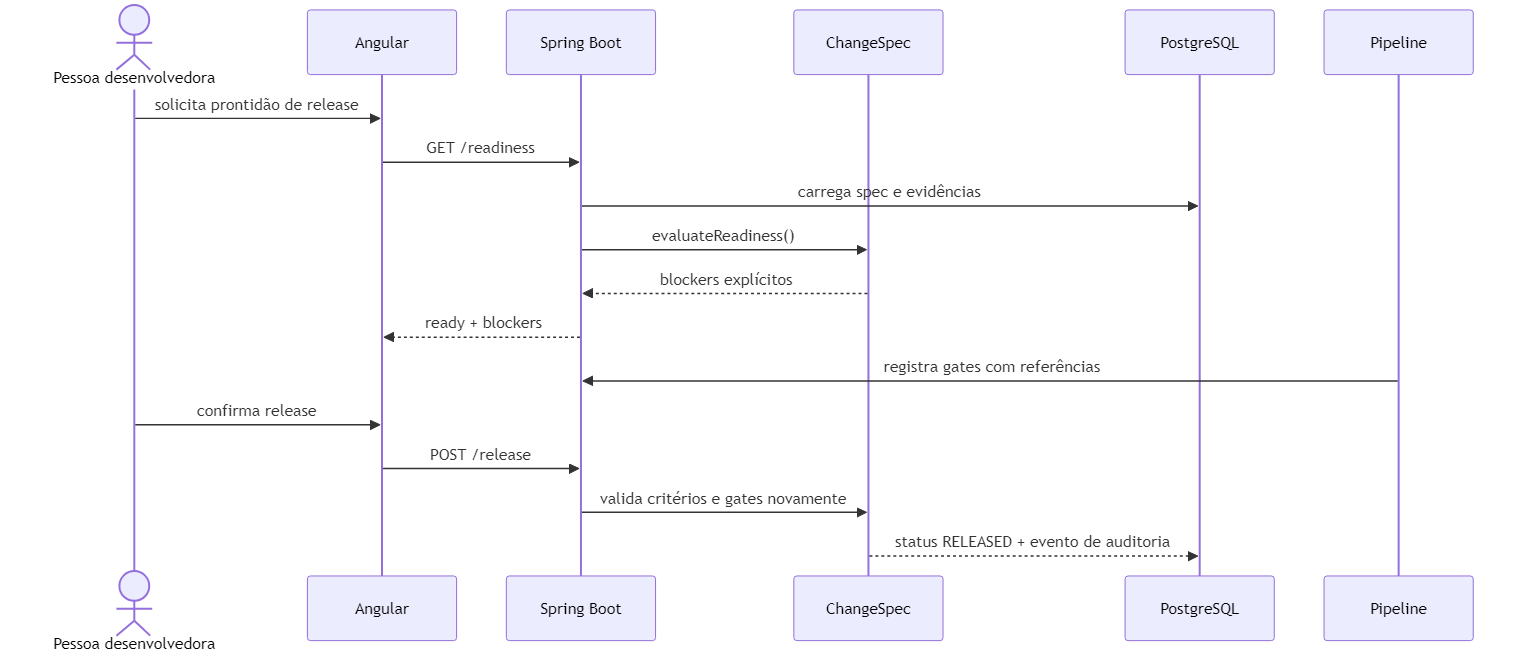 Pessoa desenvolvedora
Angular
Spring Boot
ChangeSpec
PostgreSQL
Pipeline
solicita prontidão de release
GET /readiness
carrega spec e evidências
evaluateReadiness()
blockers explícitos
ready + blockers
registra gates com referências
confirma release
POST /release
valida critérios e gates novamente
status RELEASED + evento de auditoria
Pessoa desenvolvedora
Angular
Spring Boot
ChangeSpec
PostgreSQL
Pipeline